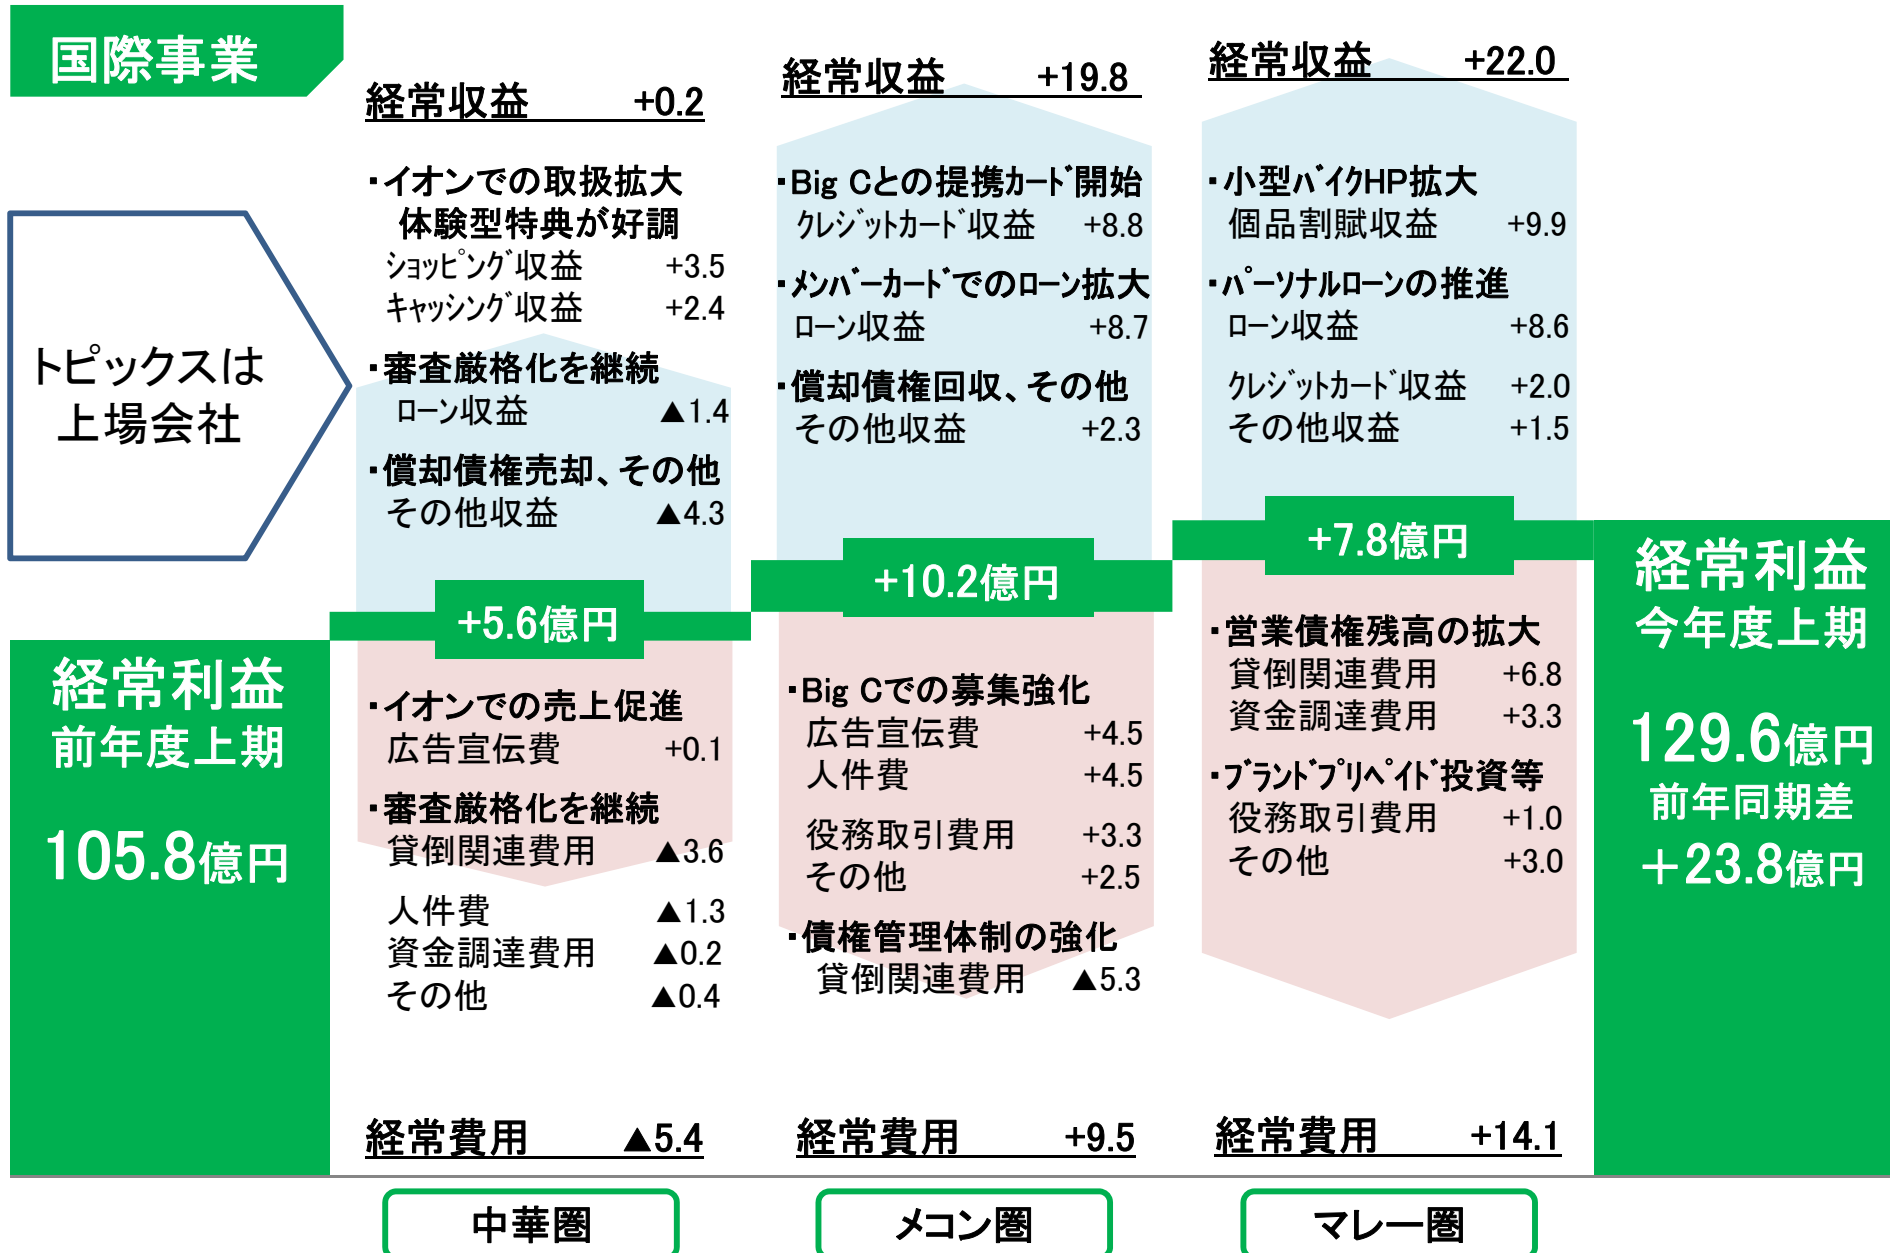 国際事業
トピックスは
上場会社
経常利益
前年度上期
105.8億円
経常収益 +0.2
・イオンでの取扱拡大
体験型特典が好調
ショッピング収益 +3.5
キャッシング収益 +2.4
・審査厳格化を継続
ローン収益 ▲1.4
・償却債権売却、その他
その他収益 ▲4.3
+5.6億円
・イオンでの売上促進
広告宣伝費 +0.1
・審査厳格化を継続
貸倒関連費用 ▲3.6
人件費 ▲1.3
資金調達費用 ▲0.2
その他 ▲0.4
経常費用 ▲5.4
中華圏
経常収益 +19.8
・Big Cとの提携カード開始
クレジットカード収益 +8.8
・メンバーカードでのローン拡大
ローン収益 +8.7
・償却債権回収、その他
その他収益 +2.3
+10.2億円
・Big Cでの募集強化
広告宣伝費 +4.5
人件費 +4.5
役務取引費用 +3.3
その他 +2.5
・債権管理体制の強化
貸倒関連費用 ▲5.3
経常費用 +9.5
メコン圏
経常収益 +22.0
・小型バイクHP拡大
個品割賦収益 +9.9
・パーソナルローンの推進
ローン収益 +8.6
クレジットカード収益 +2.0
その他収益 +1.5
+7.8億円
・営業債権残高の拡大
貸倒関連費用 +6.8
資金調達費用 +3.3
・ブランドプリペイド投資等
役務取引費用 +1.0
その他 +3.0
経常費用 +14.1
マレー圏
経常利益
今年度上期
129.6億円
前年同期差
＋23.8億円